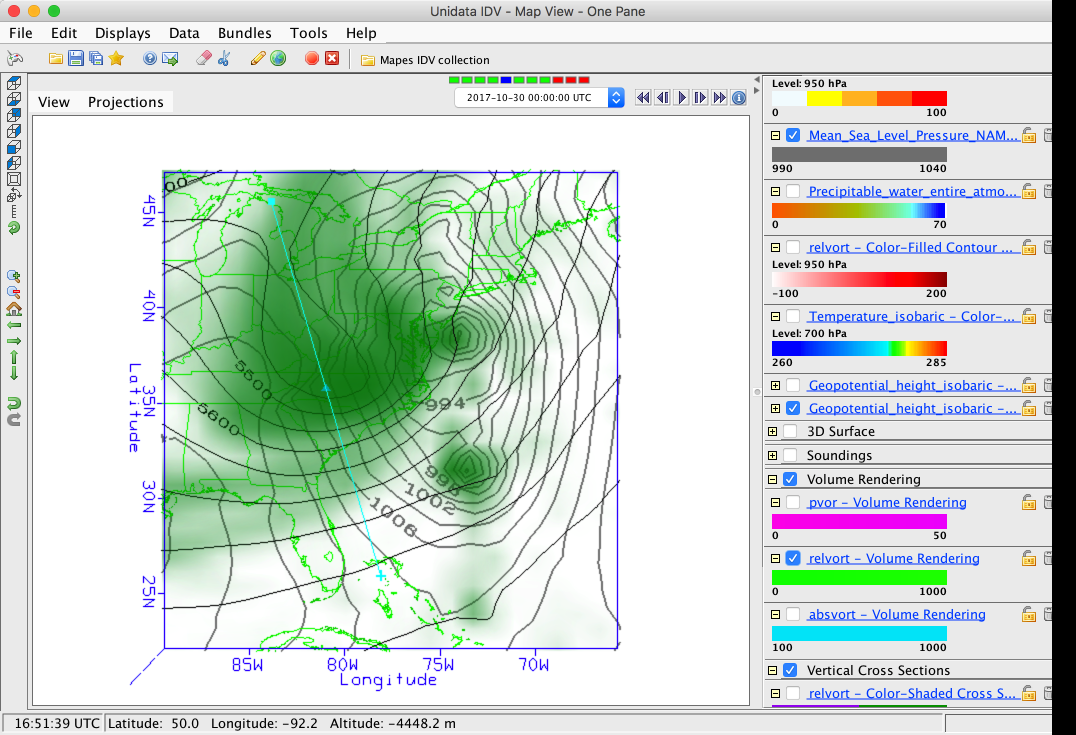 Unidata IDV - Map View - One Pane
File Edit Displays Data Bundles Tools Help
Mapes IDV collection
View Projections
2017-10-30 00:00:00 UTC
45N
40N
35N
30N
25N
Latitude
5500
5600
994
1002
1006
85W 80W 75W 70W
Longitude
Level: 950 hPa
0 100
Mean_Sea_Level_Pressure_NAM...
990 1040
Precipitable_water_entire_atmo...
0 70
relvort - Color-Filled Contour ...
Level: 950 hPa
-100 200
Temperature_isobaric - Color-...
Level: 700 hPa
260 285
Geopotential_height_isobaric -...
Geopotential_height_isobaric -...
3D Surface
Soundings
Volume Rendering
pvor - Volume Rendering
0 50
relvort - Volume Rendering
0 1000
absvort - Volume Rendering
100 1000
Vertical Cross Sections
relvort - Color-Shaded Cross S...
16:51:39 UTC Latitude: 50.0 Longitude: -92.2 Altitude: -4448.2 m